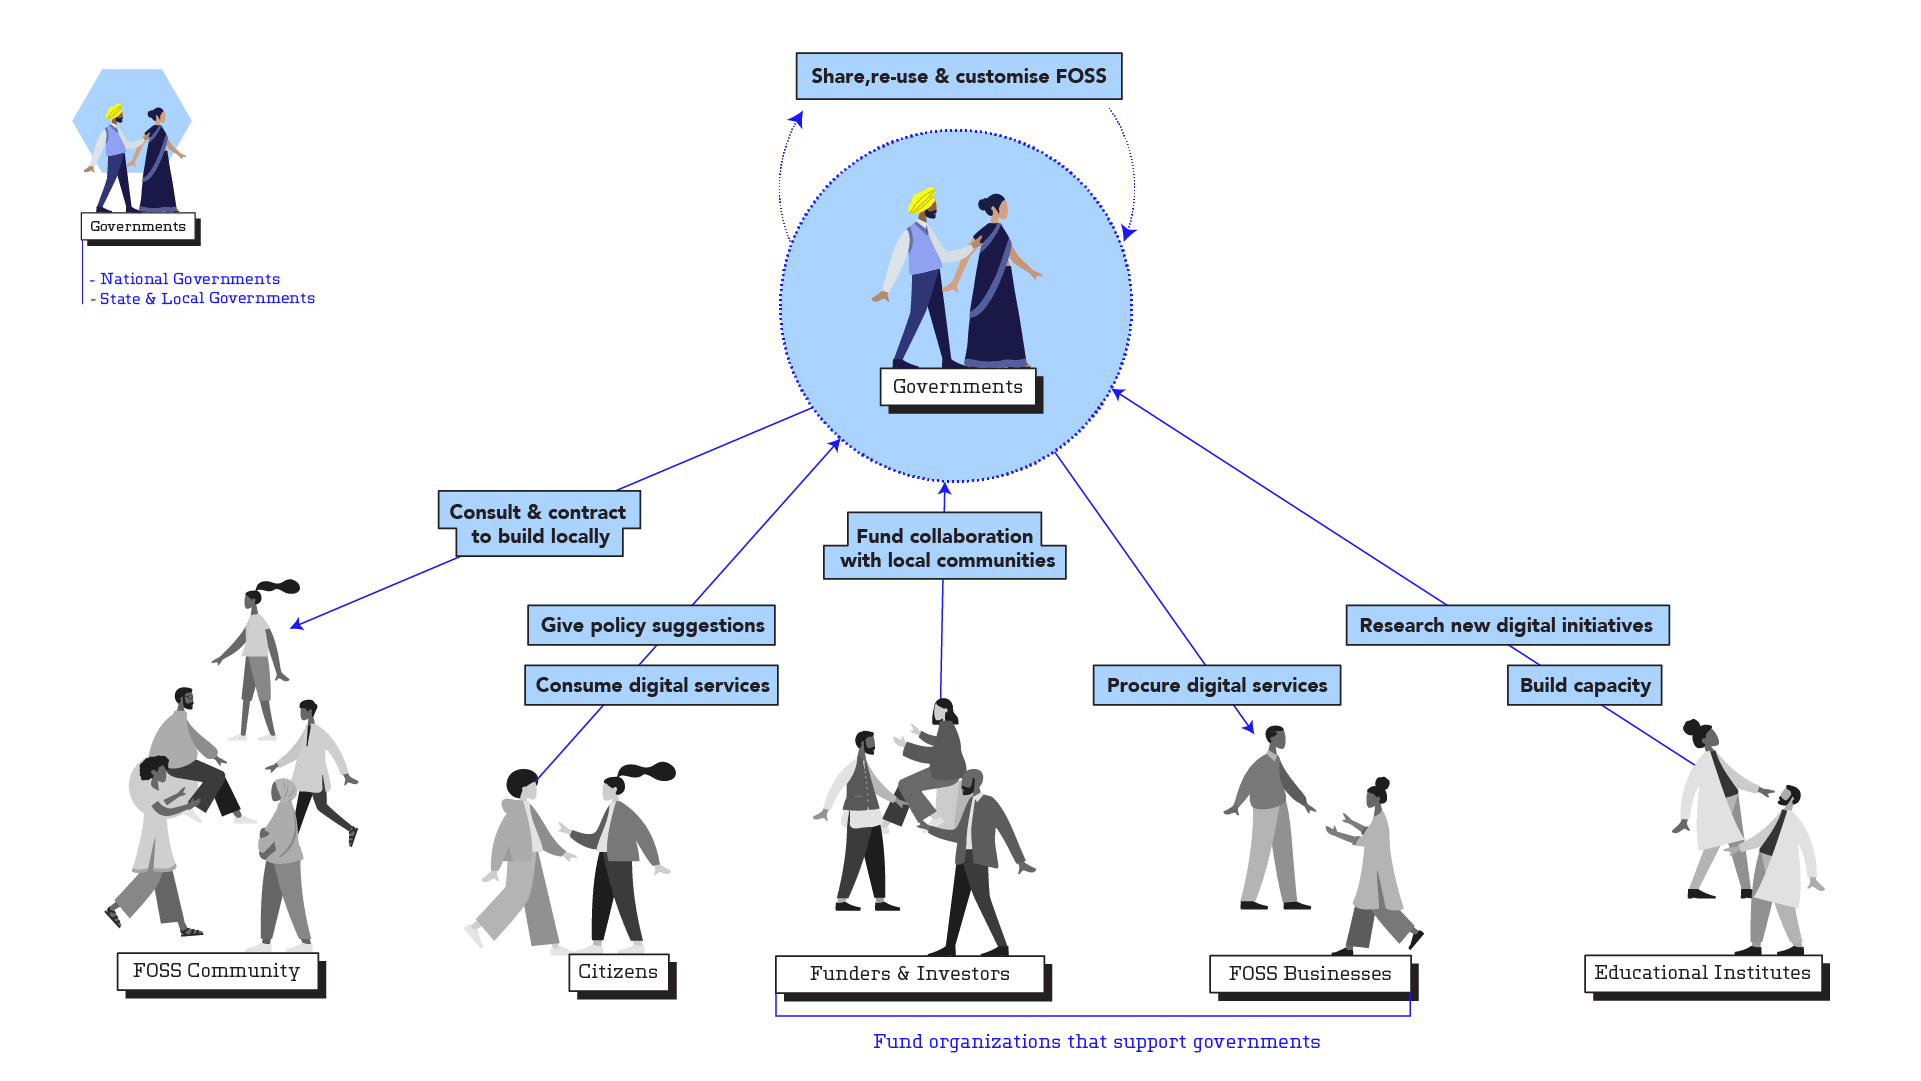 Share,re-use & customise FOSS
Governments
- National Governments
- State & Local Governments
Governments
Consult & contract
to build locally
Fund collaboration
with local communities
Give policy suggestions
Research new digital initiatives
Consume digital services
Procure digital services
Build capacity
FOSS Community
Citizens
Funders & Investors
FOSS Businesses
Educational Institutes
Fund organizations that support governments